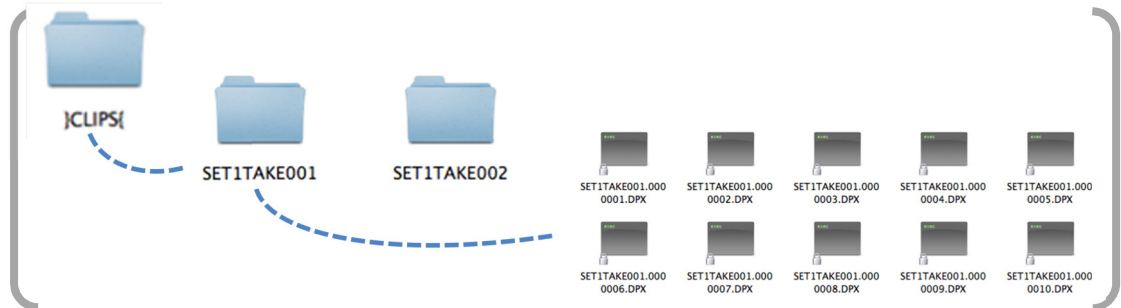 }CLIPS{
SET1TAKE001
SET1TAKE002
SET1TAKE001.000
0001.DPX
SET1TAKE001.000
0002.DPX
SET1TAKE001.000
0003.DPX
SET1TAKE001.000
0004.DPX
SET1TAKE001.000
0005.DPX
SET1TAKE001.000
0006.DPX
SET1TAKE001.000
0007.DPX
SET1TAKE001.000
0008.DPX
SET1TAKE001.000
0009.DPX
SET1TAKE001.000
0010.DPX